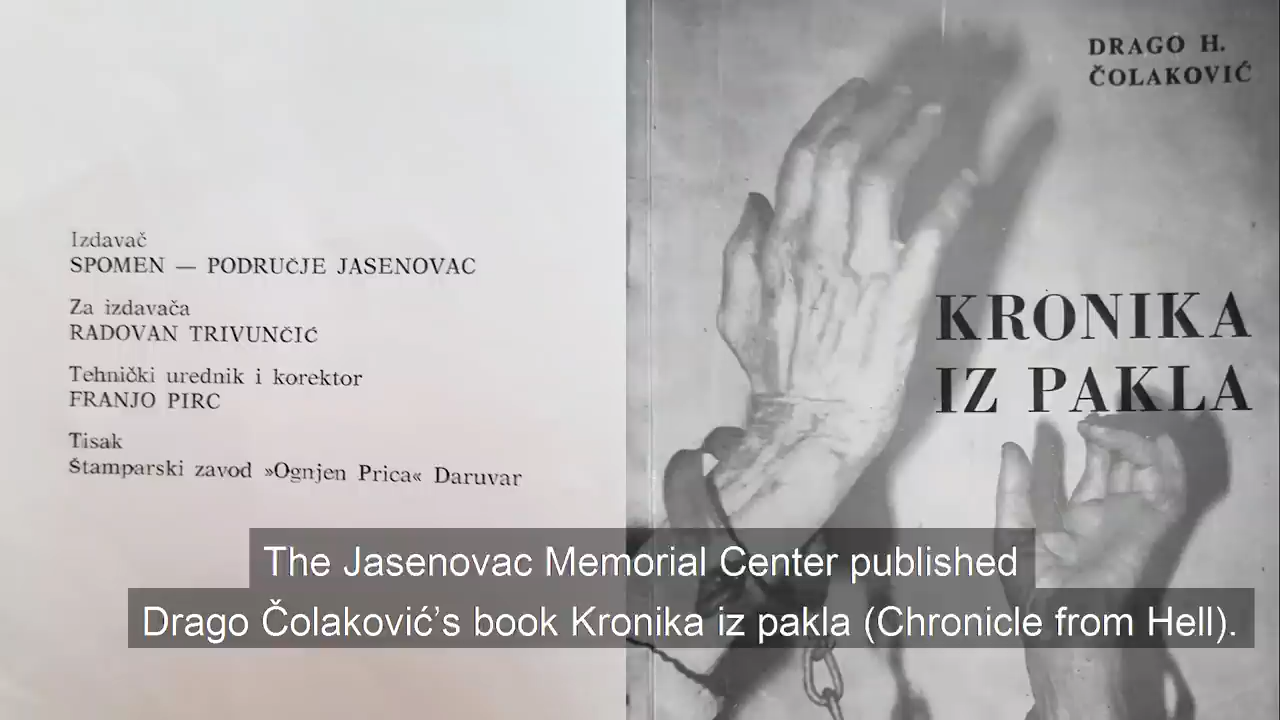 Izdavač
SPOMEN — PODRUČJE JASENOVAC
Za izdavača
RADOVAN TRIVUNČIĆ
Tehnički urednik i korektor
FRANJO PIRC
Tisak
Štamparski zavod »Ognjen Prica« Daruvar
DRAGO H.
ČOLAKOVIĆ
KRONIKA
IZ PAKLA
The Jasenovac Memorial Center published
Drago Čolaković’s book Kronika iz pakla (Chronicle from Hell).